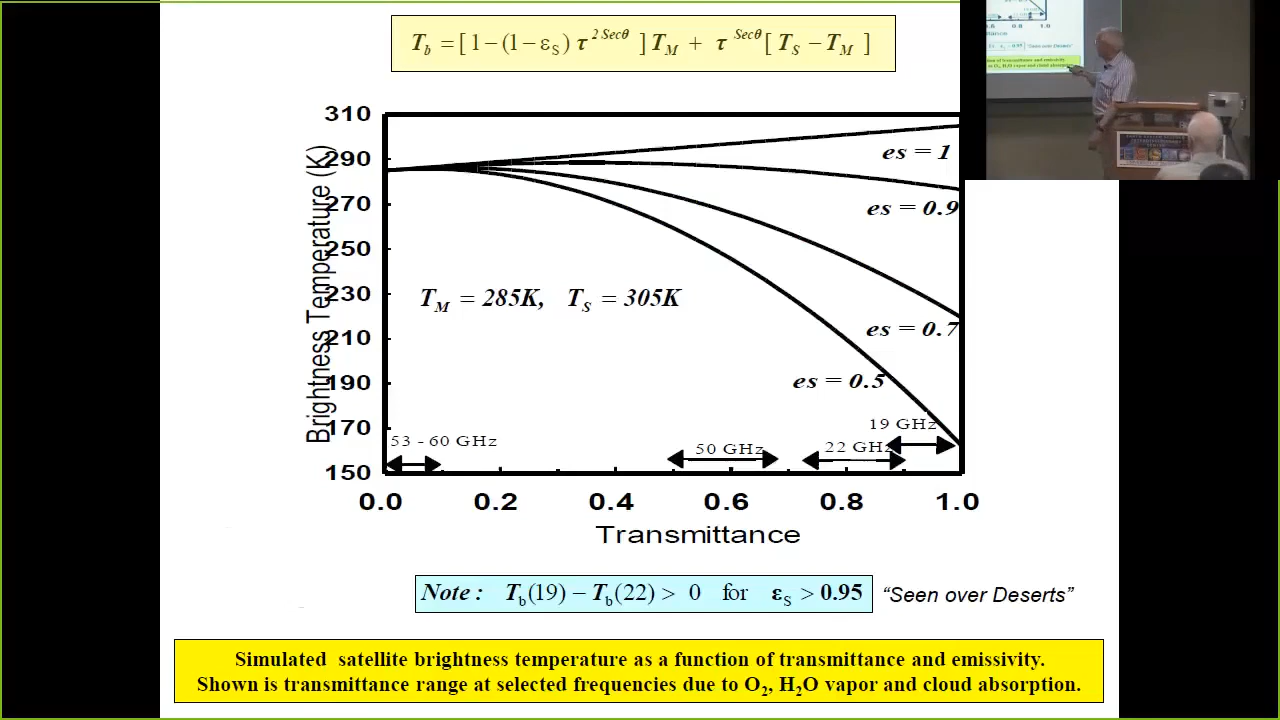 T_b = [ 1 − (1 − ε_S) τ^{2 Secθ} ] T_M + τ^{Secθ} [ T_S − T_M ]
310
290
270
250
230
210
190
170
150
Brightness Temperature (K)
es = 1
es = 0.9
es = 0.7
es = 0.5
T_M = 285K, T_S = 305K
19 GHz
53 - 60 GHz
50 GHz
22 GHz
0.0 0.2 0.4 0.6 0.8 1.0
Transmittance
Note : T_b(19) − T_b(22) > 0 for ε_S > 0.95
“Seen over Deserts”
Simulated satellite brightness temperature as a function of transmittance and emissivity.
Shown is transmittance range at selected frequencies due to O₂, H₂O vapor and cloud absorption.